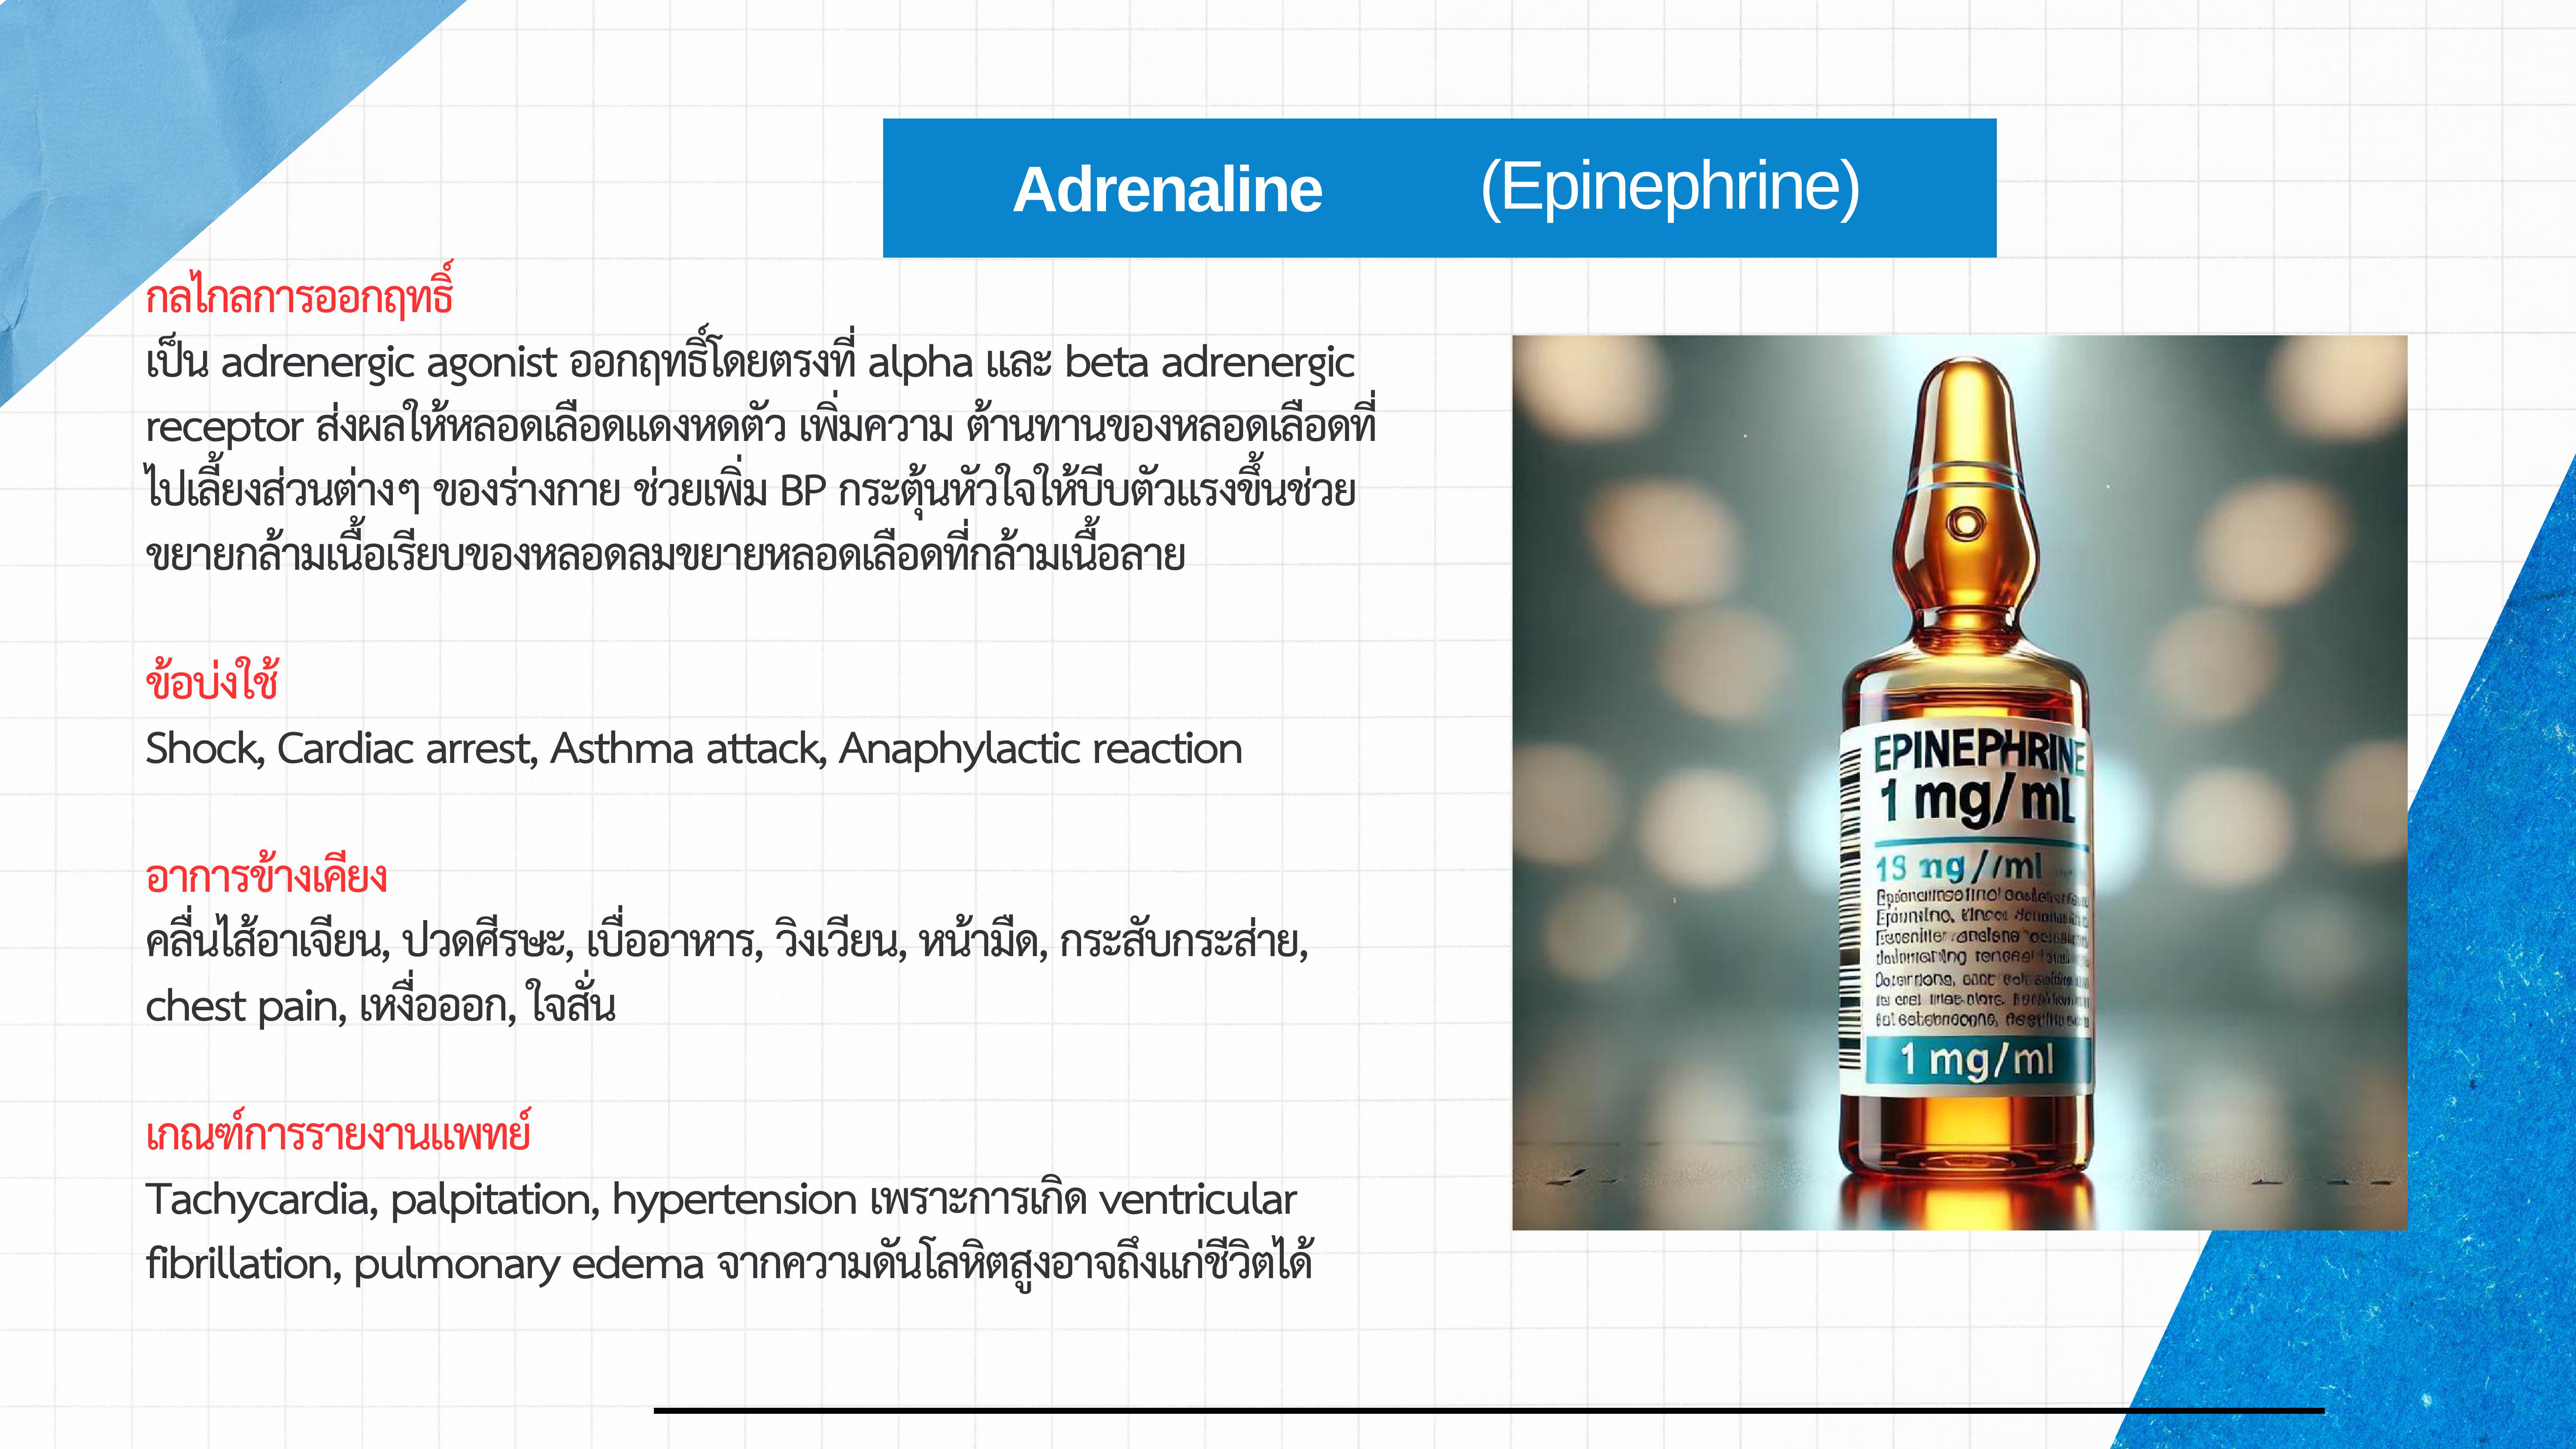 Adrenaline (Epinephrine)
กลไกลการออกฤทธิ์
เป็น adrenergic agonist ออกฤทธิ์โดยตรงที่ alpha และ beta adrenergic
receptor ส่งผลให้หลอดเลือดแดงหดตัว เพิ่มความ ต้านทานของหลอดเลือดที่
ไปเลี้ยงส่วนต่างๆ ของร่างกาย ช่วยเพิ่ม BP กระตุ้นหัวใจให้บีบตัวแรงขึ้นช่วย
ขยายกล้ามเนื้อเรียบของหลอดลมขยายหลอดเลือดที่กล้ามเนื้อลาย
ข้อบ่งใช้
Shock, Cardiac arrest, Asthma attack, Anaphylactic reaction
อาการข้างเคียง
คลื่นไส้อาเจียน, ปวดศีรษะ, เบื่ออาหาร, วิงเวียน, หน้ามืด, กระสับกระส่าย,
chest pain, เหงื่อออก, ใจสั่น
เกณฑ์การรายงานแพทย์
Tachycardia, palpitation, hypertension เพราะการเกิด ventricular
fibrillation, pulmonary edema จากความดันโลหิตสูงอาจถึงแก่ชีวิตได้
EPINEPHRINE
1 mg/mL
1 mg/ml